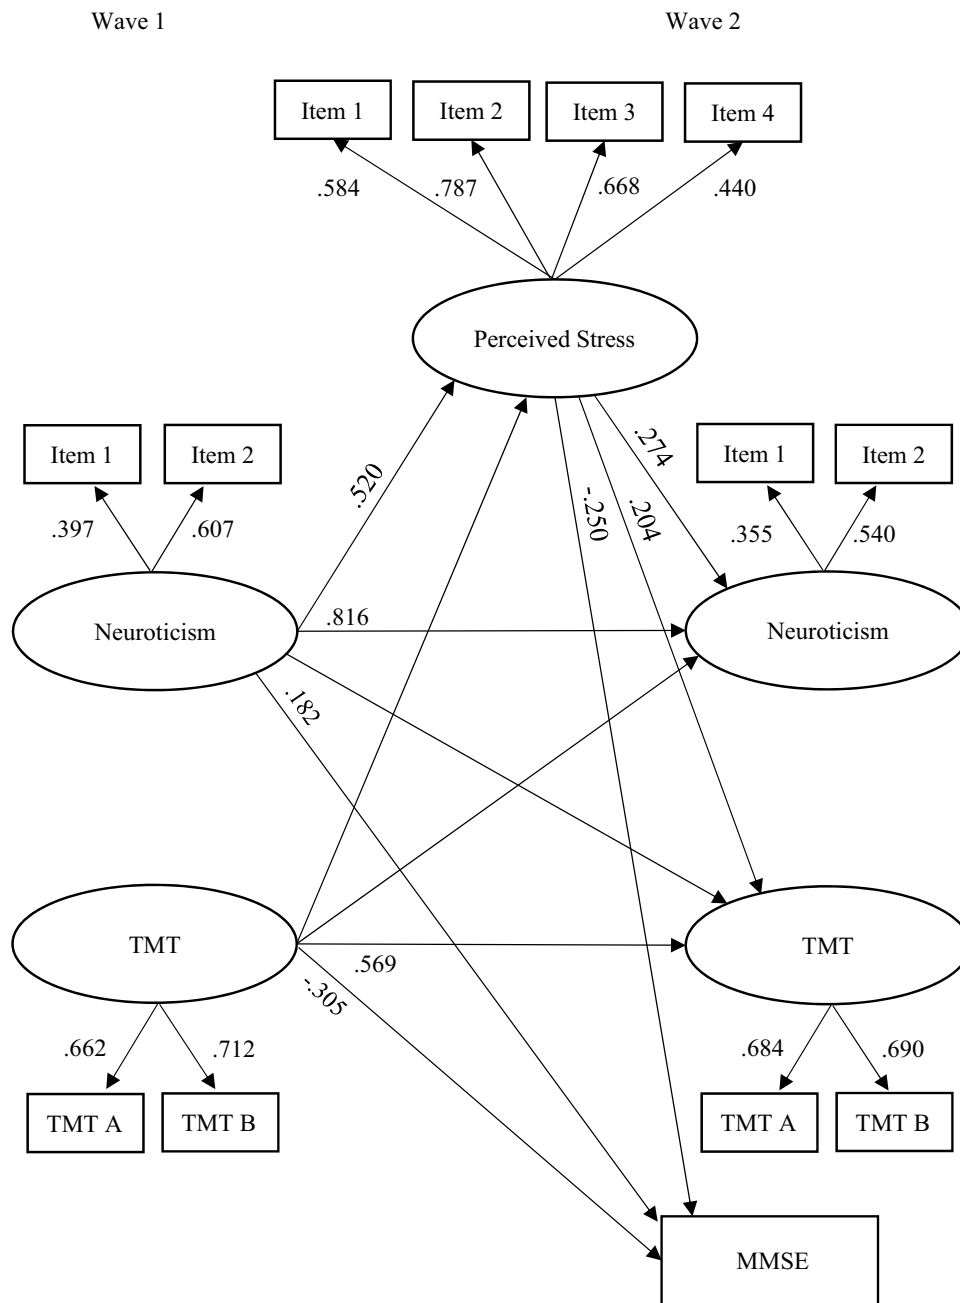 Wave 1 Wave 2
Item 1 Item 2 Item 3 Item 4
.584 .787 .668 .440
Perceived Stress
.520 -.250 .204 .274
Item 1 Item 2
.397 .607
Neuroticism
Item 1 Item 2
.355 .540
Neuroticism
.816
.182
TMT
.569
-.305
TMT
.662 .712
TMT A TMT B
.684 .690
TMT A TMT B
MMSE